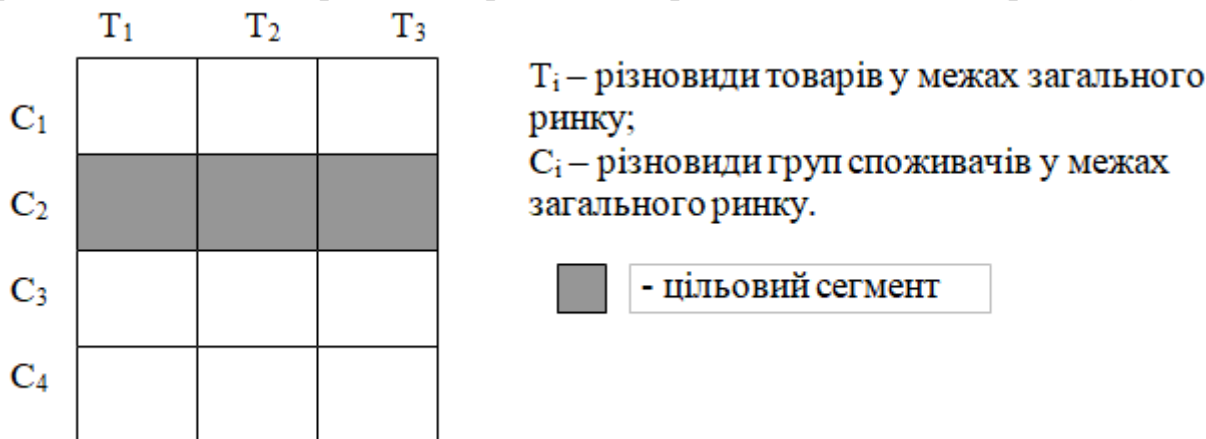 T₁ T₂ T₃
Tᵢ – різновиди товарів у межах загального
ринку;
C₁
Cᵢ – різновиди груп споживачів у межах
загального ринку.
C₂
C₃
- цільовий сегмент
C₄